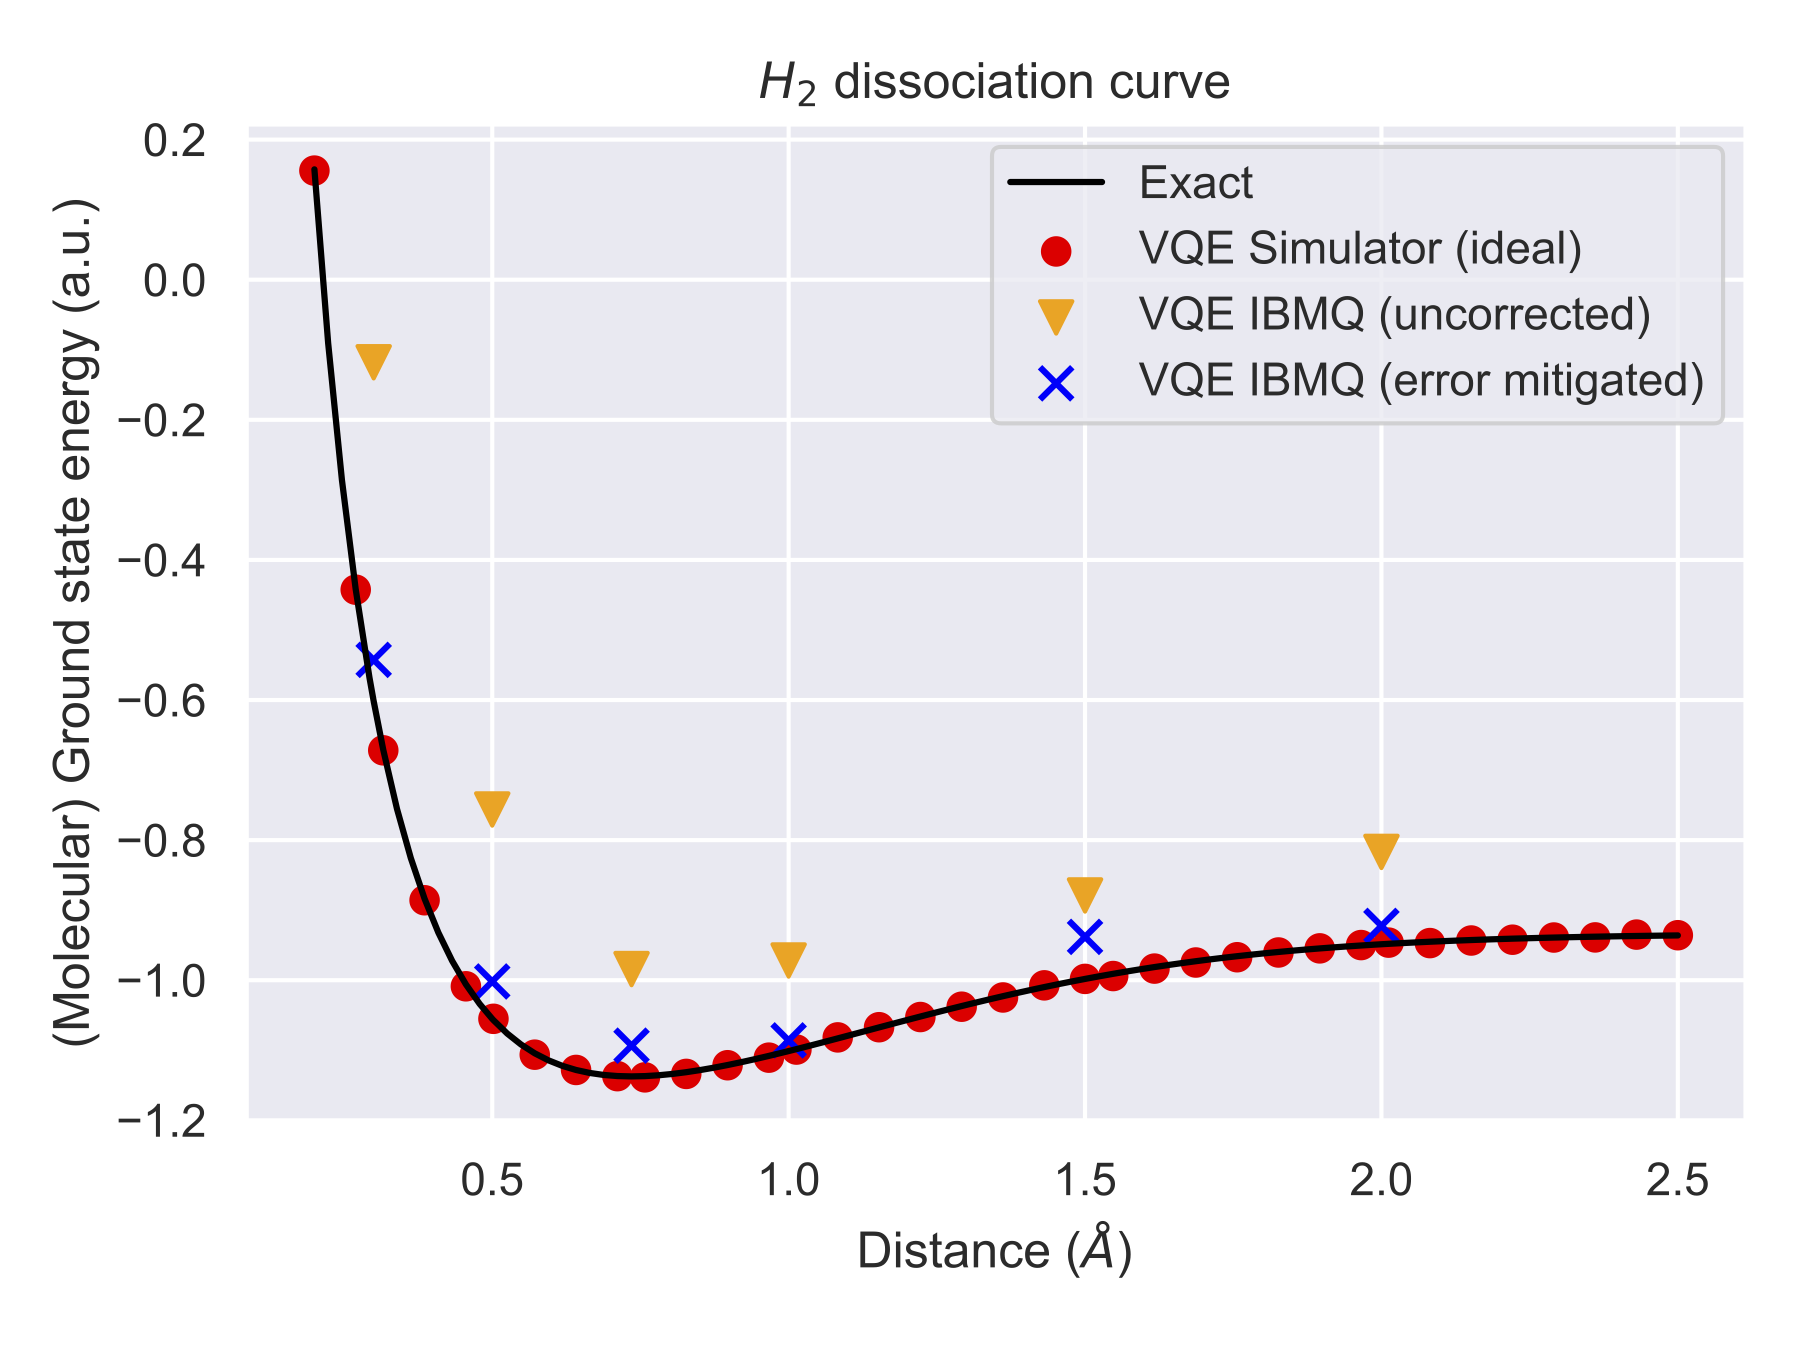 H₂ dissociation curve
(Molecular) Ground state energy (a.u.)
0.2
0.0
−0.2
−0.4
−0.6
−0.8
−1.0
−1.2
Exact
VQE Simulator (ideal)
VQE IBMQ (uncorrected)
VQE IBMQ (error mitigated)
0.5 1.0 1.5 2.0 2.5
Distance (Å)